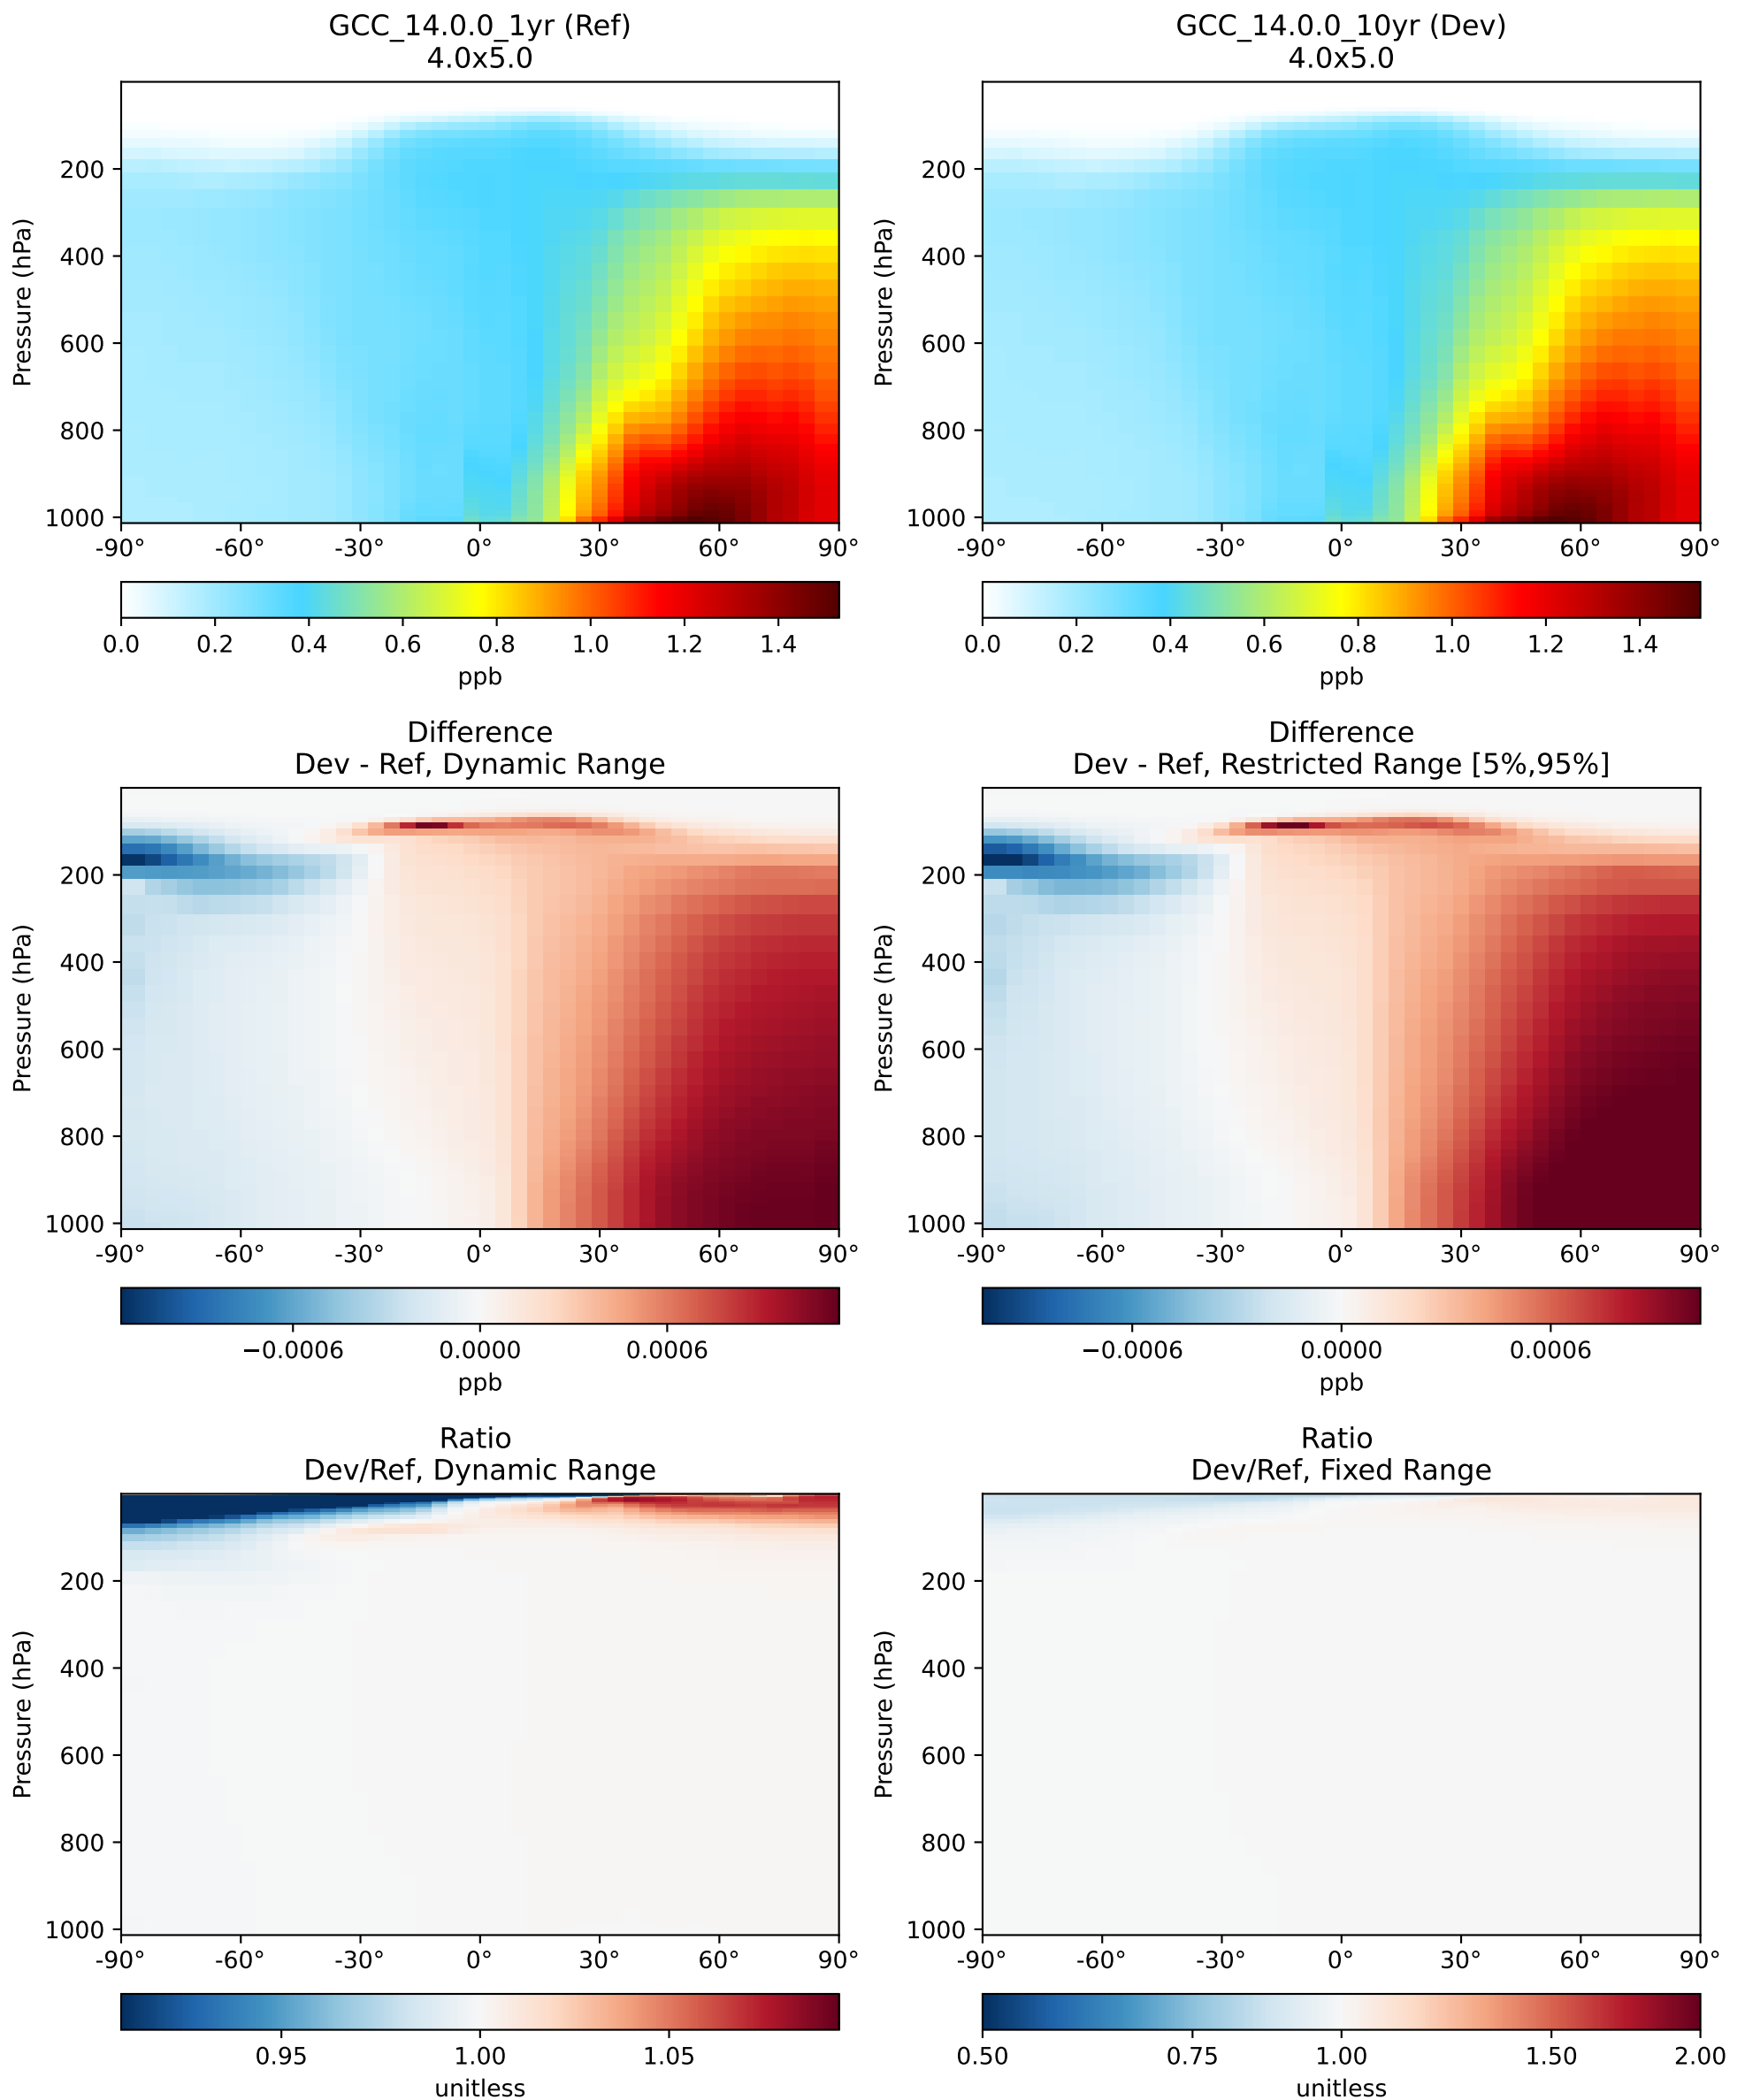 GCC_14.0.0_1yr (Ref)
4.0x5.0
Pressure (hPa)
200
400
600
800
1000
-90° -60° -30° 0° 30° 60° 90°
0.0 0.2 0.4 0.6 0.8 1.0 1.2 1.4
ppb
GCC_14.0.0_10yr (Dev)
4.0x5.0
Pressure (hPa)
200
400
600
800
1000
-90° -60° -30° 0° 30° 60° 90°
0.0 0.2 0.4 0.6 0.8 1.0 1.2 1.4
ppb
Difference
Dev - Ref, Dynamic Range
Pressure (hPa)
200
400
600
800
1000
-90° -60° -30° 0° 30° 60° 90°
−0.0006 0.0000 0.0006
ppb
Difference
Dev - Ref, Restricted Range [5%,95%]
Pressure (hPa)
200
400
600
800
1000
-90° -60° -30° 0° 30° 60° 90°
−0.0006 0.0000 0.0006
ppb
Ratio
Dev/Ref, Dynamic Range
Pressure (hPa)
200
400
600
800
1000
-90° -60° -30° 0° 30° 60° 90°
0.95 1.00 1.05
unitless
Ratio
Dev/Ref, Fixed Range
Pressure (hPa)
200
400
600
800
1000
-90° -60° -30° 0° 30° 60° 90°
0.50 0.75 1.00 1.50 2.00
unitless